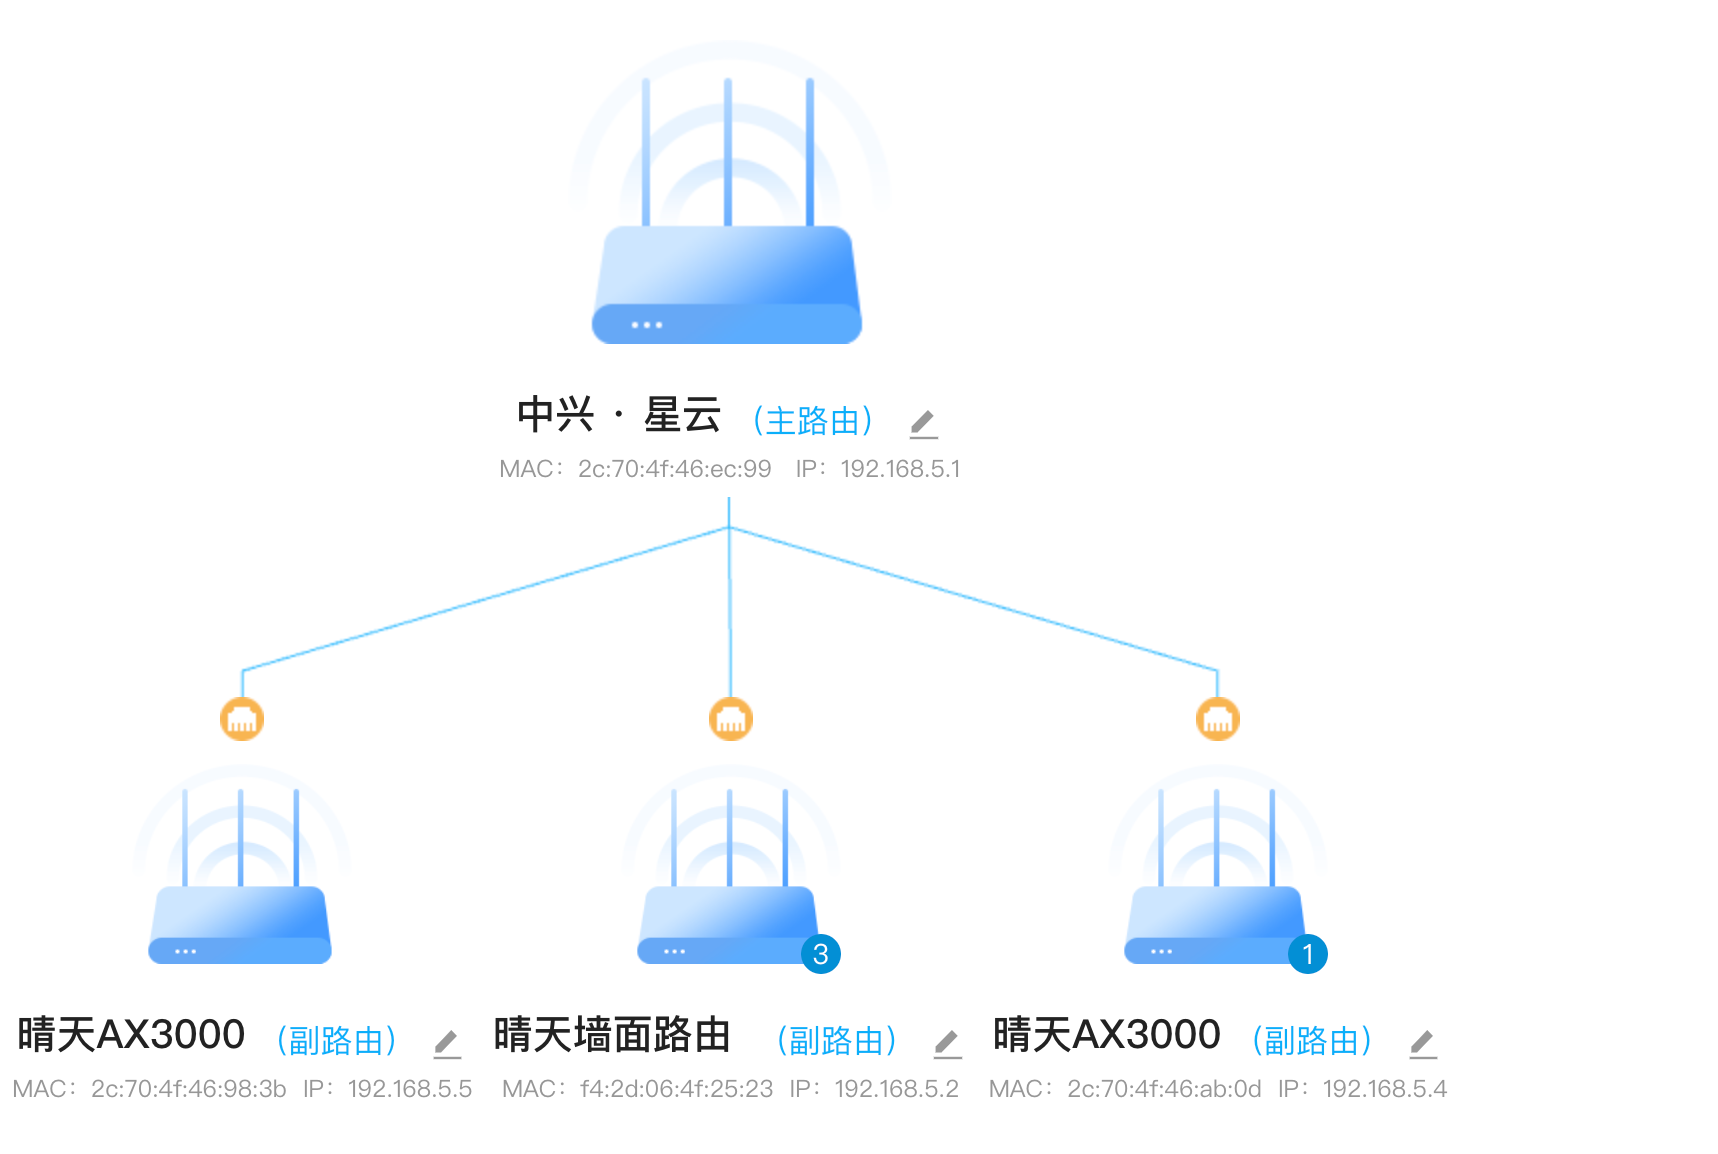 中兴 · 星云 (主路由)
MAC: 2c:70:4f:46:ec:99 IP: 192.168.5.1
3
1
晴天AX3000 (副路由)
MAC: 2c:70:4f:46:98:3b IP: 192.168.5.5
晴天墙面路由 (副路由)
MAC: f4:2d:06:4f:25:23 IP: 192.168.5.2
晴天AX3000 (副路由)
MAC: 2c:70:4f:46:ab:0d IP: 192.168.5.4